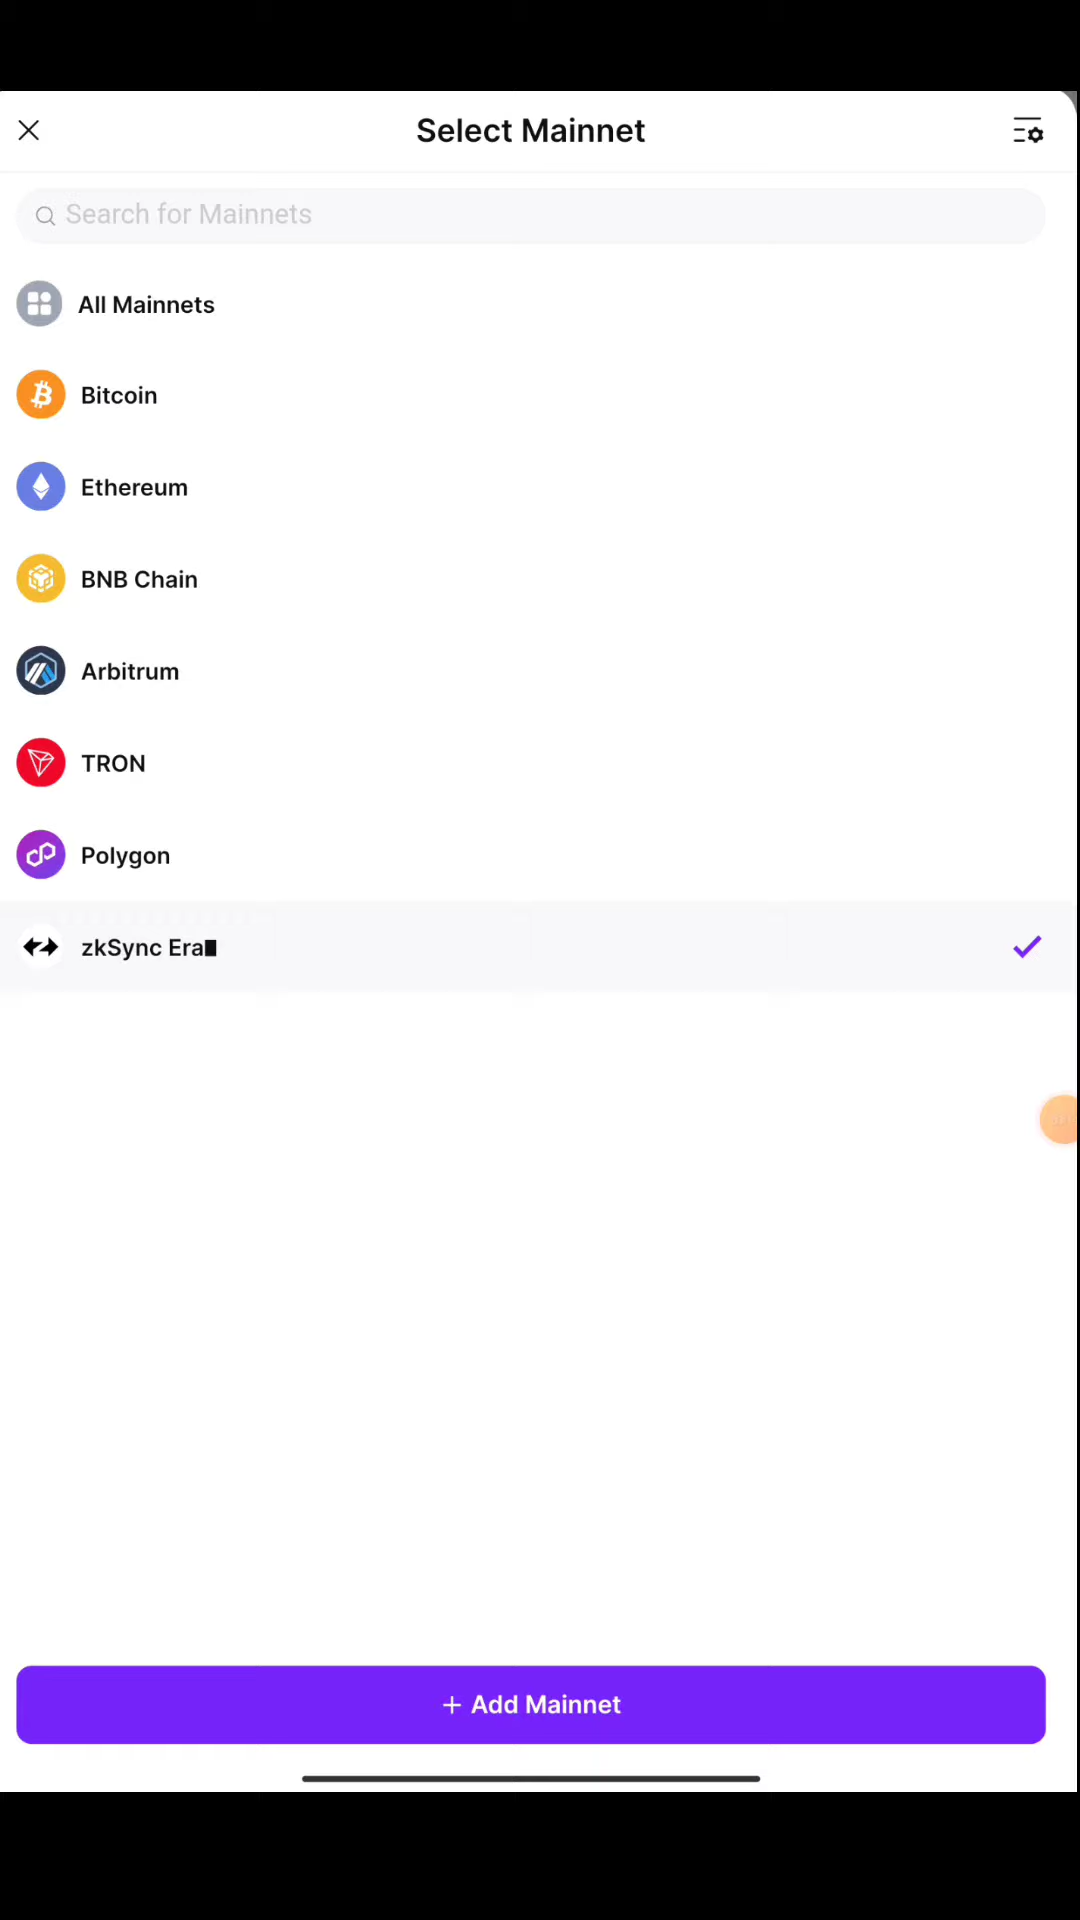 Select Mainnet
Search for Mainnets
All Mainnets
Bitcoin
Ethereum
BNB Chain
Arbitrum
TRON
Polygon
zkSync Era∎
+ Add Mainnet